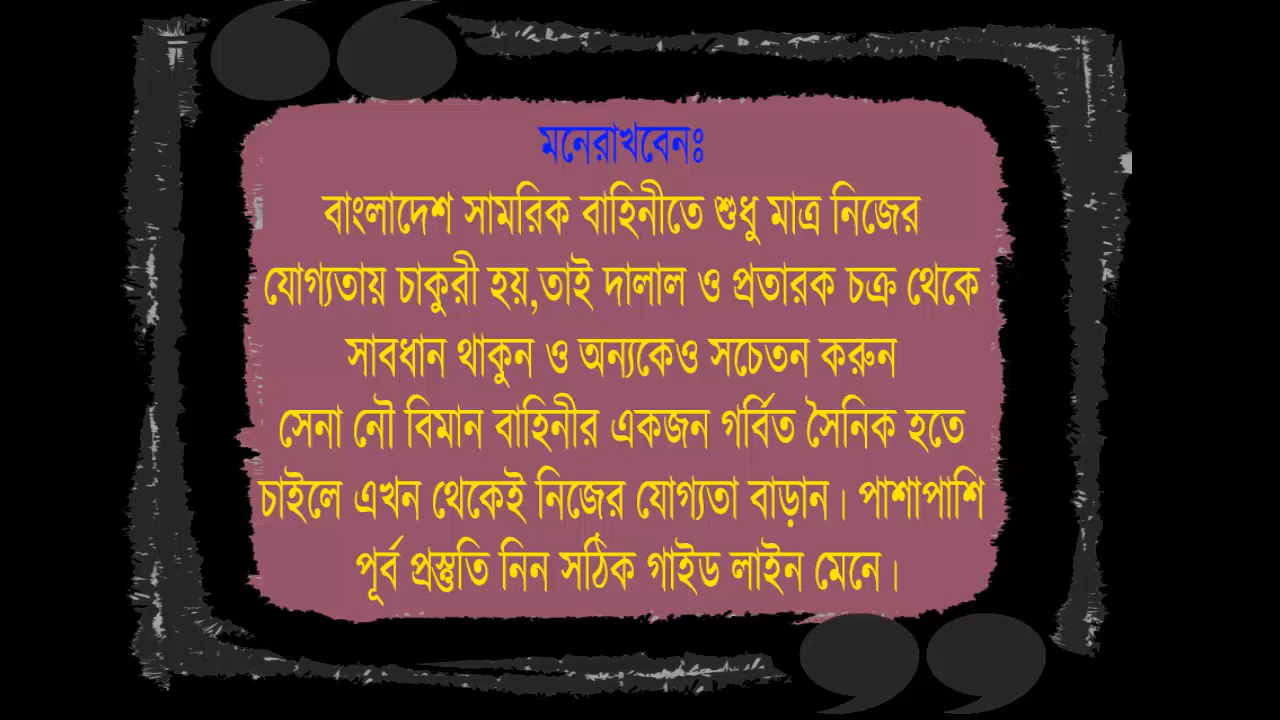 মনেরাখবেনঃ
বাংলাদেশ সামরিক বাহিনীতে শুধু মাত্র নিজের
যোগ্যতায় চাকুরী হয়,তাই দালাল ও প্রতারক চক্র থেকে
সাবধান থাকুন ও অন্যকেও সচেতন করুন
সেনা নৌ বিমান বাহিনীর একজন গর্বিত সৈনিক হতে
চাইলে এখন থেকেই নিজের যোগ্যতা বাড়ান। পাশাপাশি
পূর্ব প্রস্তুতি নিন সঠিক গাইড লাইন মেনে।